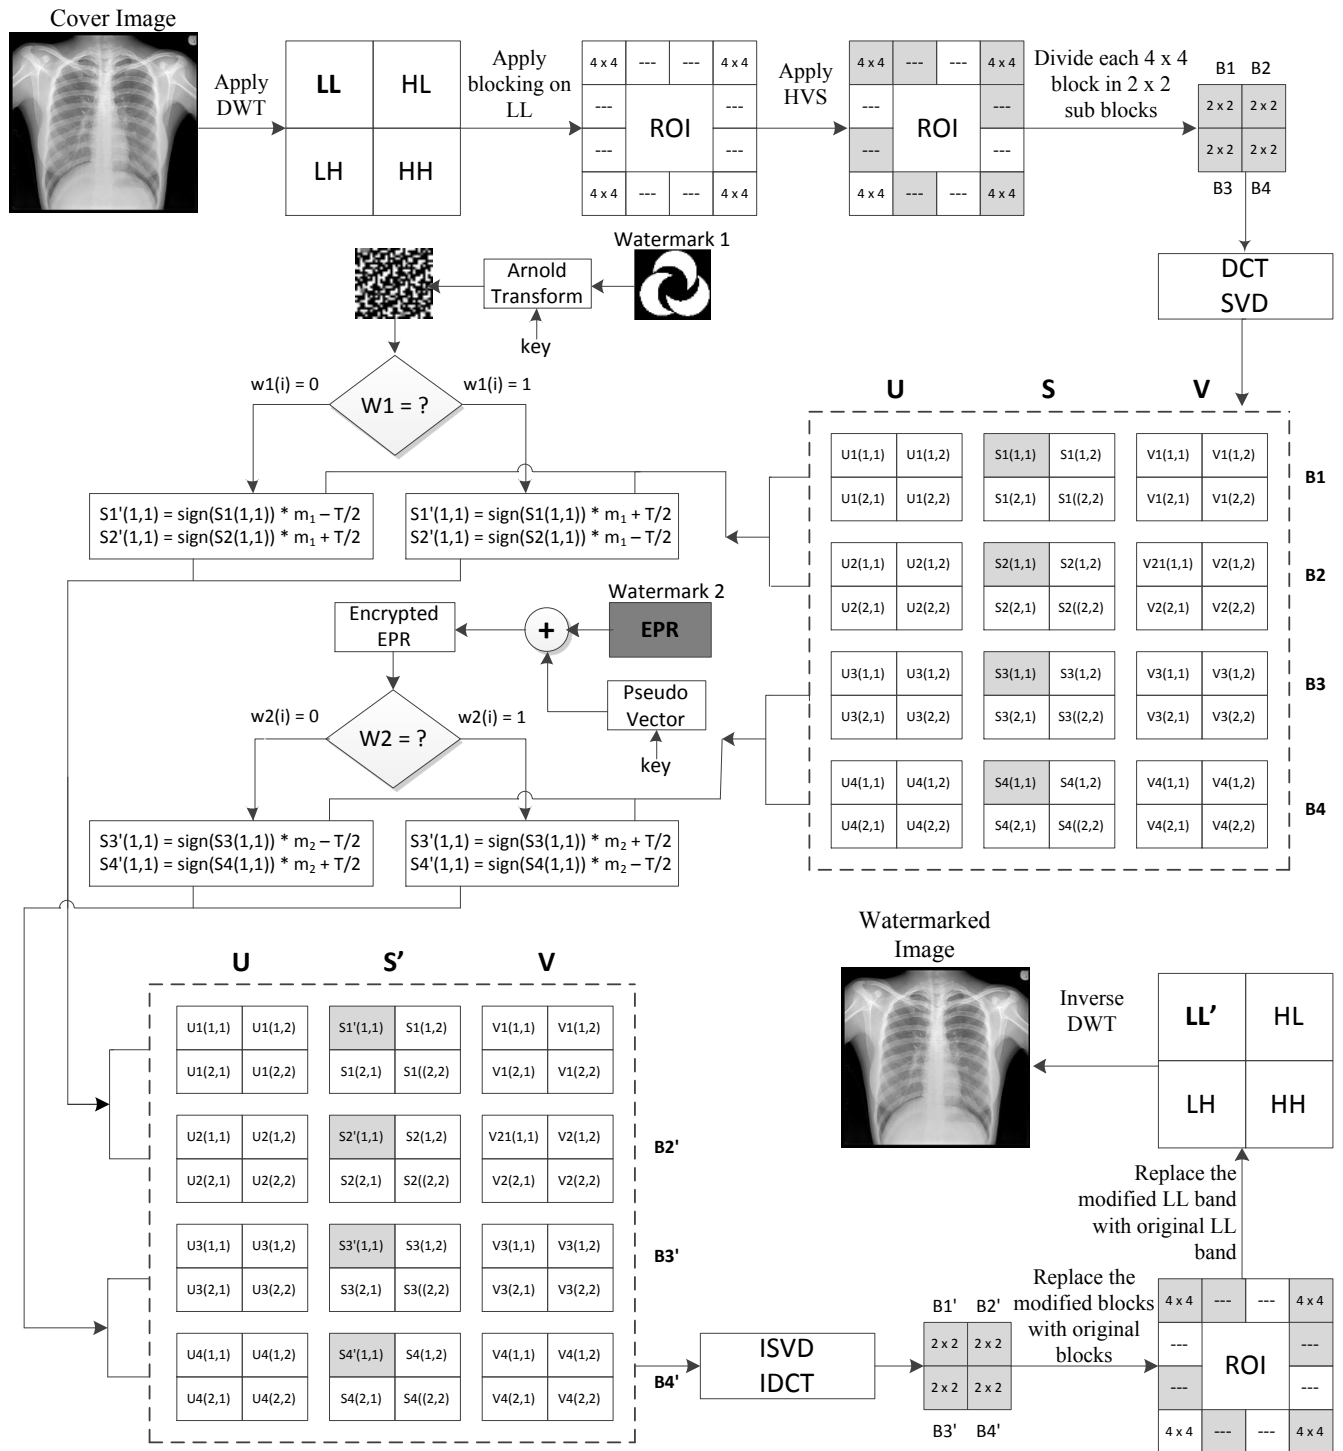 Cover Image
Apply
DWT
LL HL
LH HH
Apply
blocking on
LL
4 x 4 --- --- 4 x 4
--- ---
ROI
--- ---
4 x 4 --- --- 4 x 4
Apply
HVS
4 x 4 --- --- 4 x 4
--- ---
ROI
--- ---
4 x 4 --- --- 4 x 4
Divide each 4 x 4
block in 2 x 2
sub blocks
B1 B2
2 x 2 2 x 2
2 x 2 2 x 2
B3 B4
DCT
SVD
Watermark 1
Arnold
Transform
key
w1(i) = 0
w1(i) = 1
W1 = ?
S1'(1,1) = sign(S1(1,1)) * m₁ – T/2
S2'(1,1) = sign(S2(1,1)) * m₁ + T/2
S1'(1,1) = sign(S1(1,1)) * m₁ + T/2
S2'(1,1) = sign(S2(1,1)) * m₁ – T/2
U S V
U1(1,1) U1(1,2) S1(1,1) S1(1,2) V1(1,1) V1(1,2)
B1
U1(2,1) U1(2,2) S1(2,1) S1((2,2) V1(2,1) V1(2,2)
U2(1,1) U2(1,2) S2(1,1) S2(1,2) V21(1,1) V2(1,2)
B2
U2(2,1) U2(2,2) S2(2,1) S2((2,2) V2(2,1) V2(2,2)
U3(1,1) U3(1,2) S3(1,1) S3(1,2) V3(1,1) V3(1,2)
B3
U3(2,1) U3(2,2) S3(2,1) S3((2,2) V3(2,1) V3(2,2)
U4(1,1) U4(1,2) S4(1,1) S4(1,2) V4(1,1) V4(1,2)
B4
U4(2,1) U4(2,2) S4(2,1) S4((2,2) V4(2,1) V4(2,2)
Watermark 2
EPR
+
Encrypted
EPR
Pseudo
Vector
key
w2(i) = 0
w2(i) = 1
W2 = ?
S3'(1,1) = sign(S3(1,1)) * m₂ – T/2
S4'(1,1) = sign(S4(1,1)) * m₂ + T/2
S3'(1,1) = sign(S3(1,1)) * m₂ + T/2
S4'(1,1) = sign(S4(1,1)) * m₂ – T/2
U S’ V
U1(1,1) U1(1,2) S1'(1,1) S1(1,2) V1(1,1) V1(1,2)
U1(2,1) U1(2,2) S1(2,1) S1((2,2) V1(2,1) V1(2,2)
U2(1,1) U2(1,2) S2'(1,1) S2(1,2) V21(1,1) V2(1,2)
B2'
U2(2,1) U2(2,2) S2(2,1) S2((2,2) V2(2,1) V2(2,2)
U3(1,1) U3(1,2) S3'(1,1) S3(1,2) V3(1,1) V3(1,2)
B3'
U3(2,1) U3(2,2) S3(2,1) S3((2,2) V3(2,1) V3(2,2)
U4(1,1) U4(1,2) S4'(1,1) S4(1,2) V4(1,1) V4(1,2)
B4'
U4(2,1) U4(2,2) S4(2,1) S4((2,2) V4(2,1) V4(2,2)
ISVD
IDCT
B1' B2'
2 x 2 2 x 2
2 x 2 2 x 2
B3' B4'
Replace the
modified blocks
with original
blocks
4 x 4 --- --- 4 x 4
--- ---
ROI
--- ---
4 x 4 --- --- 4 x 4
Replace the
modified LL band
with original LL
band
LL’ HL
LH HH
Inverse
DWT
Watermarked
Image